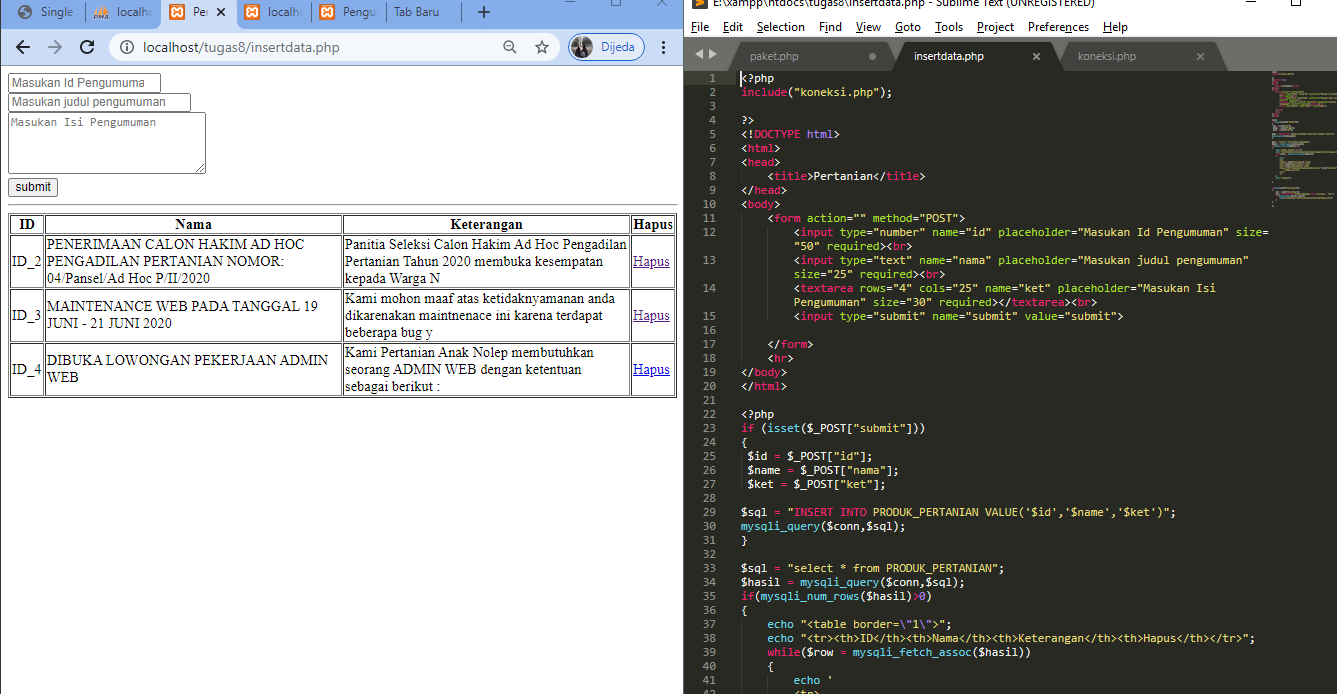 Single
localho
Per
localh
Pengu
Tab Baru
localhost/tugas8/insertdata.php
Dijeda
Masukan Id Pengumuma
Masukan judul pengumuman
Masukan Isi Pengumuman
submit
ID Nama Keterangan Hapus
ID_2 PENERIMAAN CALON HAKIM AD HOC PENGADILAN PERTANIAN NOMOR: 04/Pansel/Ad Hoc P/II/2020 Panitia Seleksi Calon Hakim Ad Hoc Pengadilan Pertanian Tahun 2020 membuka kesempatan kepada Warga N Hapus
ID_3 MAINTENANCE WEB PADA TANGGAL 19 JUNI - 21 JUNI 2020 Kami mohon maaf atas ketidaknyamanan anda dikarenakan maintnenace ini karena terdapat beberapa bug y Hapus
ID_4 DIBUKA LOWONGAN PEKERJAAN ADMIN WEB Kami Pertanian Anak Nolep membutuhkan seorang ADMIN WEB dengan ketentuan sebagai berikut : Hapus
E:\xampp\htdocs\tugas8\insertdata.php - Sublime Text (UNREGISTERED)
File Edit Selection Find View Goto Tools Project Preferences Help
paket.php insertdata.php koneksi.php
1 <?php
2 include("koneksi.php");
3
4 ?>
5 <!DOCTYPE html>
6 <html>
7 <head>
8 <title>Pertanian</title>
9 </head>
10 <body>
11 <form action="" method="POST">
12 <input type="number" name="id" placeholder="Masukan Id Pengumuman" size=
"50" required><br>
13 <input type="text" name="nama" placeholder="Masukan judul pengumuman"
size="25" required><br>
14 <textarea rows="4" cols="25" name="ket" placeholder="Masukan Isi
Pengumuman" size="30" required></textarea><br>
15 <input type="submit" name="submit" value="submit">
16
17 </form>
18 <hr>
19 </body>
20 </html>
21
22 <?php
23 if (isset($_POST["submit"]))
24 {
25 $id = $_POST["id"];
26 $name = $_POST["nama"];
27 $ket = $_POST["ket"];
28
29 $sql = "INSERT INTO PRODUK_PERTANIAN VALUE('$id','$name','$ket')";
30 mysqli_query($conn,$sql);
31 }
32
33 $sql = "select * from PRODUK_PERTANIAN";
34 $hasil = mysqli_query($conn,$sql);
35 if(mysqli_num_rows($hasil)>0)
36 {
37 echo "<table border=\"1\">";
38 echo "<tr><th>ID</th><th>Nama</th><th>Keterangan</th><th>Hapus</th></tr>";
39 while($row = mysqli_fetch_assoc($hasil))
40 {
41 echo '
42 <tr>